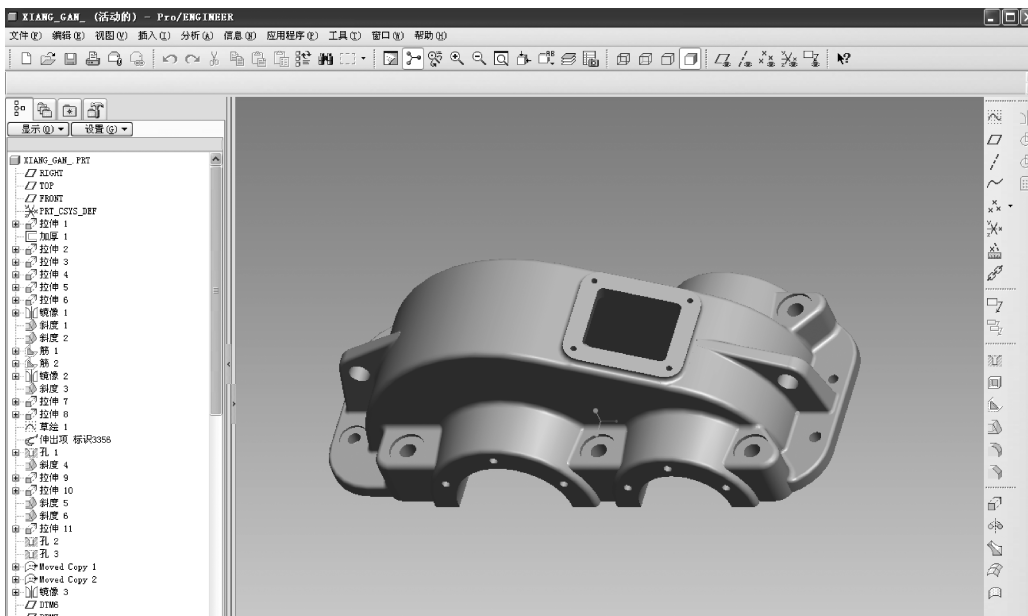 XIANG_GAN_ (活动的) - Pro/ENGINEER
文件(F) 编辑(E) 视图(V) 插入(I) 分析(A) 信息(N) 应用程序(P) 工具(T) 窗口(W) 帮助(H)
显示(O) 设置(G)
XIANG_GAN_.PRT
RIGHT
TOP
FRONT
PRT_CSYS_DEF
拉伸 1
加厚 1
拉伸 2
拉伸 3
拉伸 4
拉伸 5
拉伸 6
镜像 1
斜度 1
斜度 2
筋 1
筋 2
镜像 2
斜度 3
拉伸 7
拉伸 8
草绘 1
伸出项 标识3356
孔 1
斜度 4
拉伸 9
拉伸 10
斜度 5
斜度 6
拉伸 11
孔 2
孔 3
Moved Copy 1
Moved Copy 2
镜像 3
DTM6